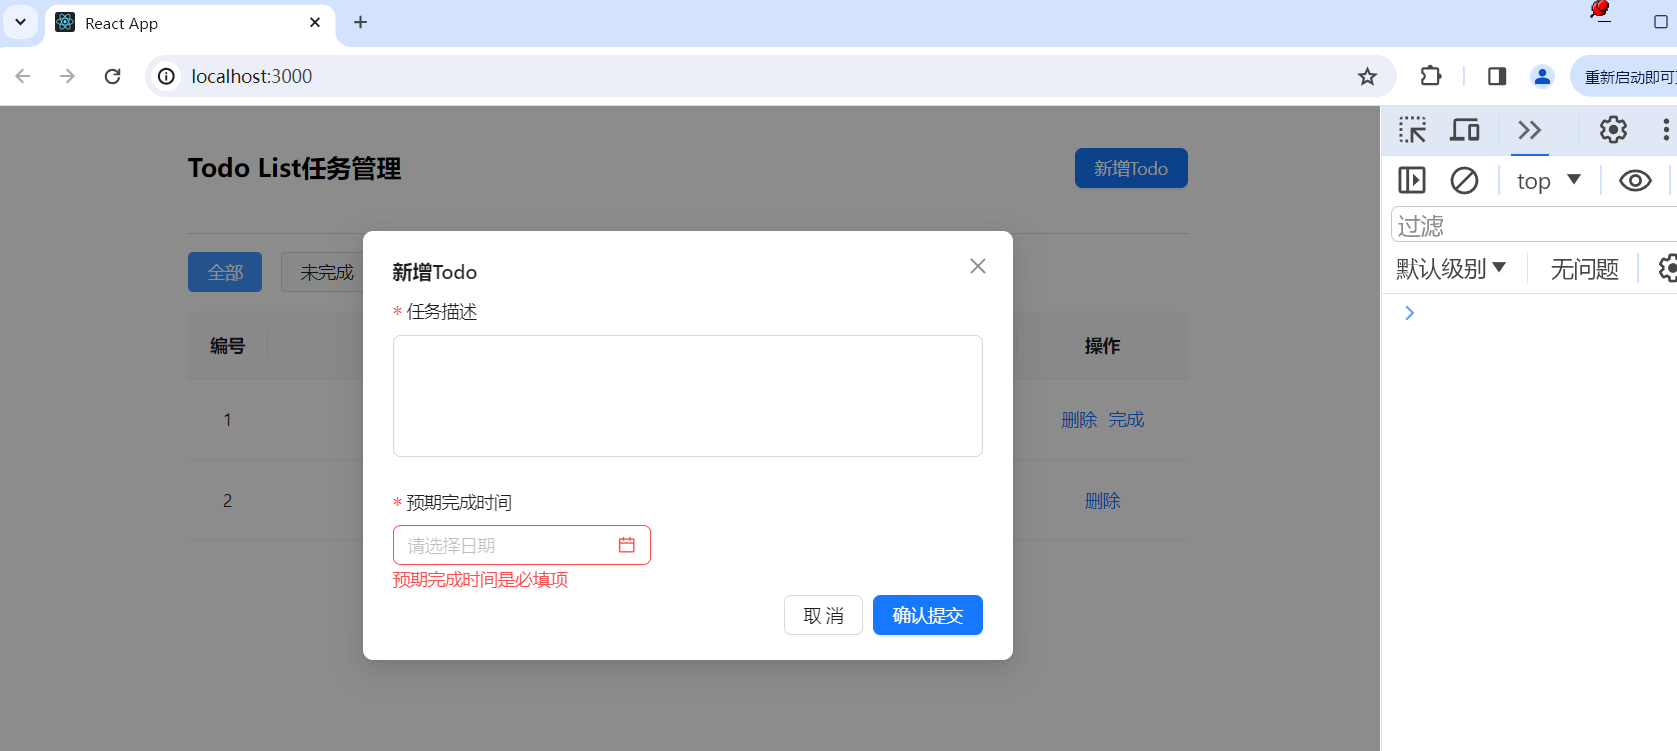 React App
localhost:3000
重新启动即可
top
过滤
默认级别
无问题
Todo List任务管理
新增Todo
全部
未完成
编号
操作
1
删除 完成
2
删除
新增Todo
* 任务描述
* 预期完成时间
请选择日期
预期完成时间是必填项
取 消
确认提交